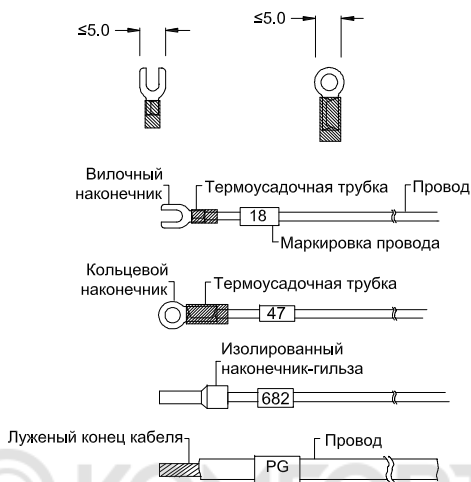 ≤5.0
≤5.0
Вилочный
наконечник
Термоусадочная трубка
Провод
18
Маркировка провода
Кольцевой
наконечник
Термоусадочная трубка
47
Изолированный
наконечник-гильза
682
Луженый конец кабеля
Провод
PG
КОМFORT